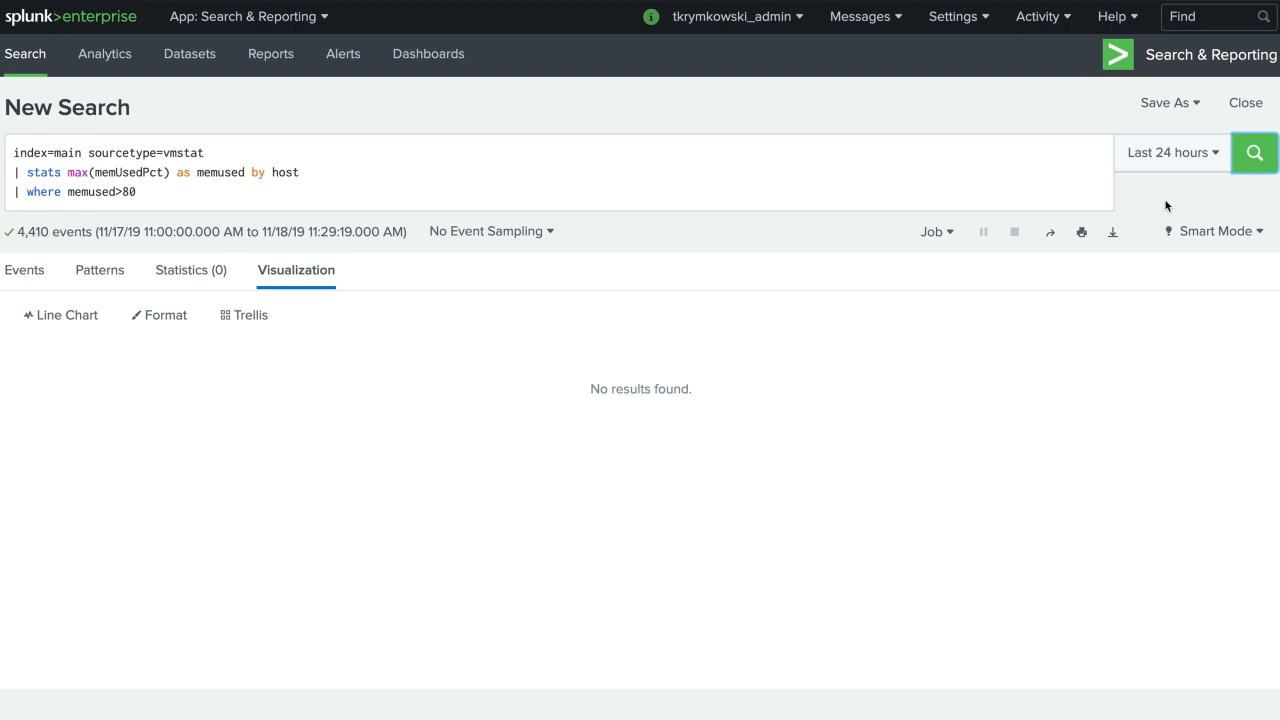 splunk>enterprise App: Search & Reporting tkrymkowski_admin Messages Settings Activity Help Find
Search Analytics Datasets Reports Alerts Dashboards Search & Reporting
New Search Save As Close
index=main sourcetype=vmstat
| stats max(memUsedPct) as memused by host
| where memused>80
Last 24 hours
4,410 events (11/17/19 11:00:00.000 AM to 11/18/19 11:29:19.000 AM) No Event Sampling Job Smart Mode
Events Patterns Statistics (0) Visualization
Line Chart Format Trellis
No results found.